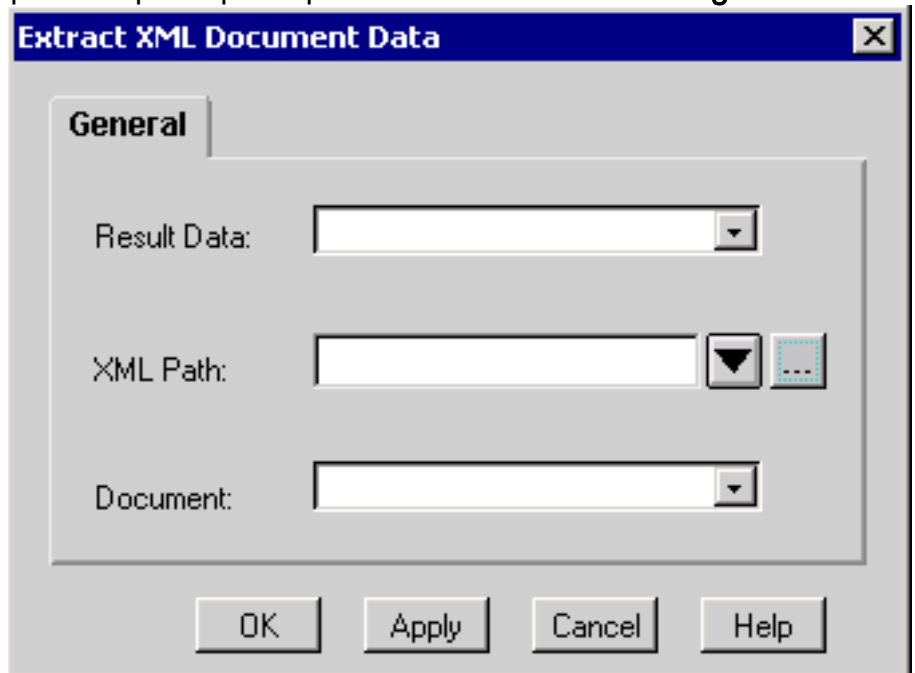 Extract XML Document Data
General
Result Data:
XML Path:
...
Document:
OK Apply Cancel Help